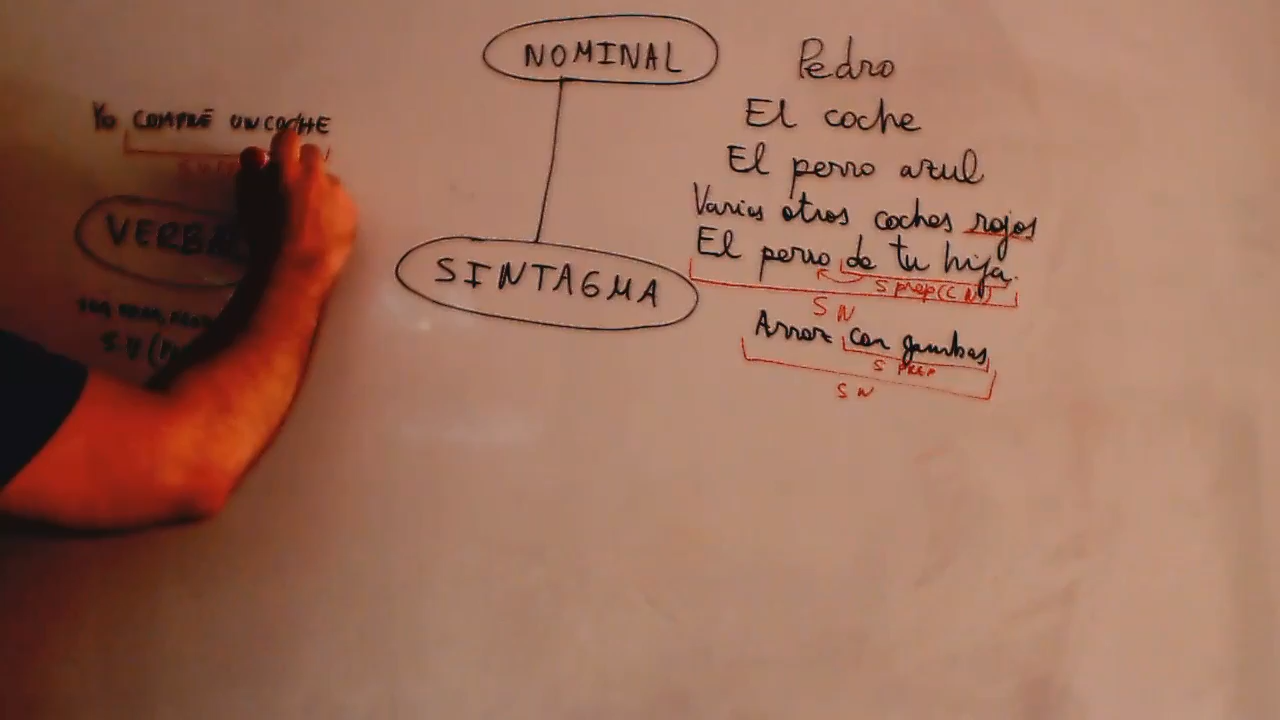 NOMINAL
Pedro
El coche
El perro azul
Varios otros coches rojos
El perro de tu hija.
S prep (C N)
S N
Arroz con gambas
S PREP
S N
SINTAGMA
Yo COMPRÉ UN COCHE
VERBA